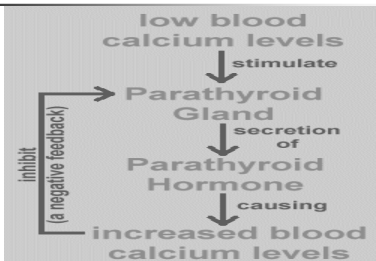 low blood
calcium levels
stimulate
Parathyroid
Gland
secretion
of
Parathyroid
Hormone
causing
increased blood
calcium levels
inhibit
(a negative feedback)